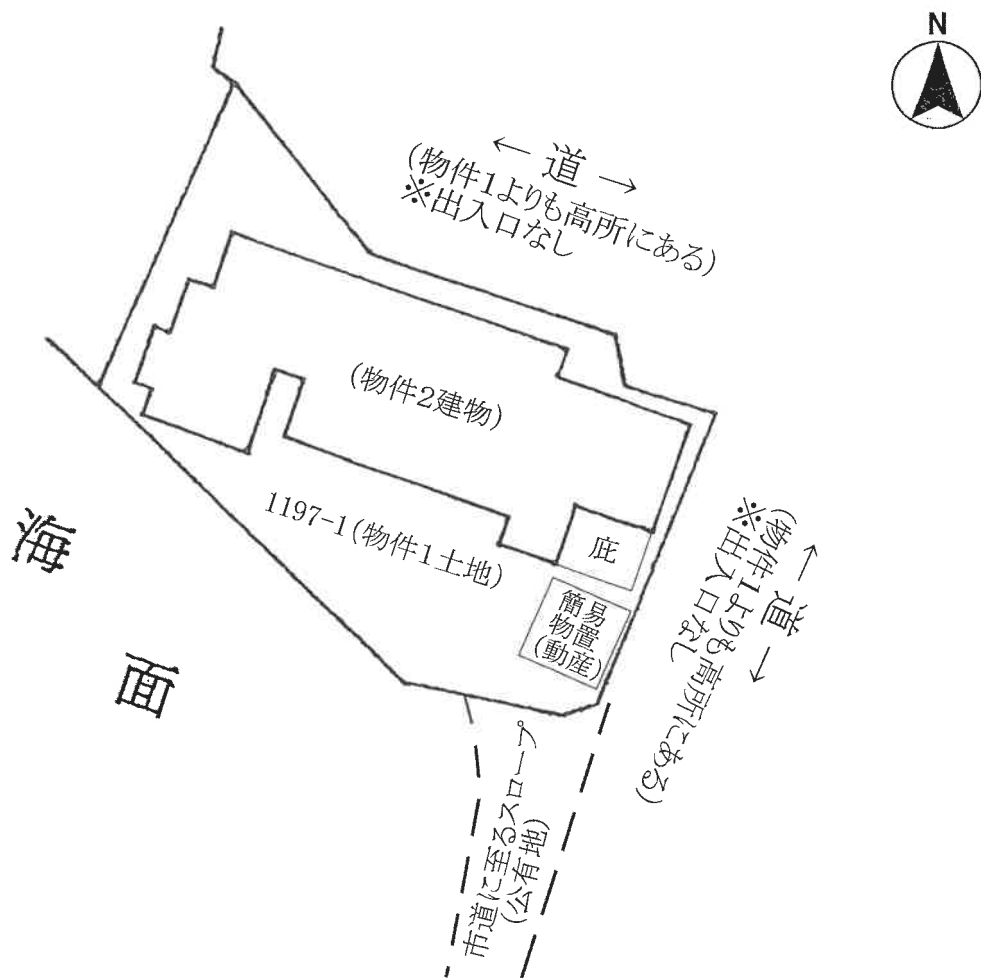 N
← 道 →
(物件1よりも高所にある)
※出入口なし
(物件2建物)
1197-1(物件1土地)
庇
簡易
物置
(動産)
← 道 →
(物件1よりも高所にある)
※出入口なし
海
面
市道に至るスロープ
(公有地)